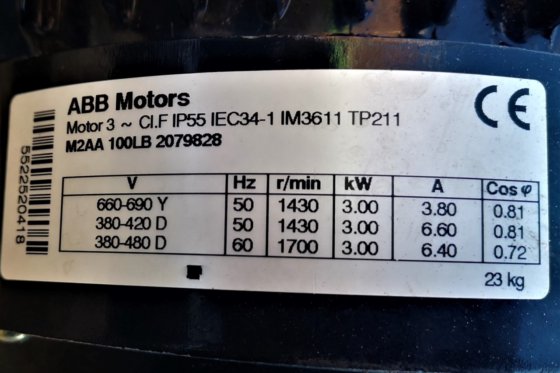 ABB Motors
Motor 3 ~ Cl.F IP55 IEC34-1 IM3611 TP211
M2AA 100LB 2079828
CE
5522520418
V Hz r/min kW A Cos φ
660-690 Y 50 1430 3.00 3.80 0.81
380-420 D 50 1430 3.00 6.60 0.81
380-480 D 60 1700 3.00 6.40 0.72
23 kg